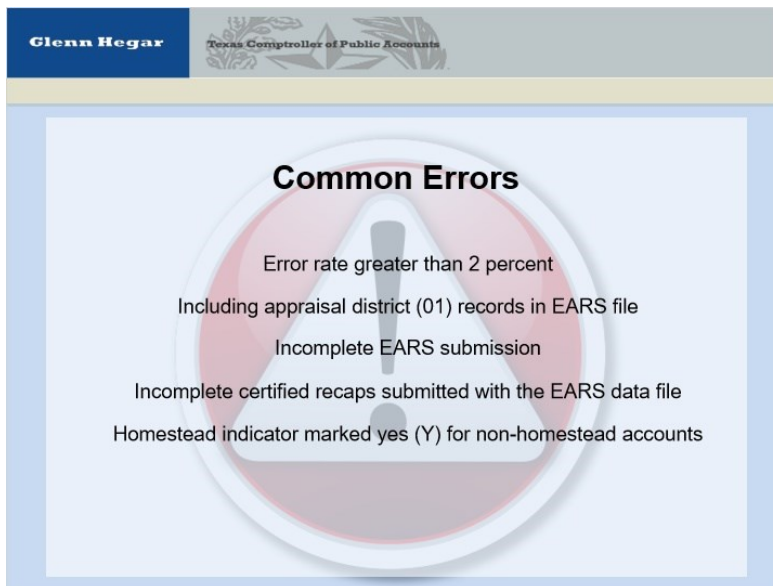 Glenn Hegar
Texas Comptroller of Public Accounts
Common Errors
Error rate greater than 2 percent
Including appraisal district (01) records in EARS file
Incomplete EARS submission
Incomplete certified recaps submitted with the EARS data file
Homestead indicator marked yes (Y) for non-homestead accounts